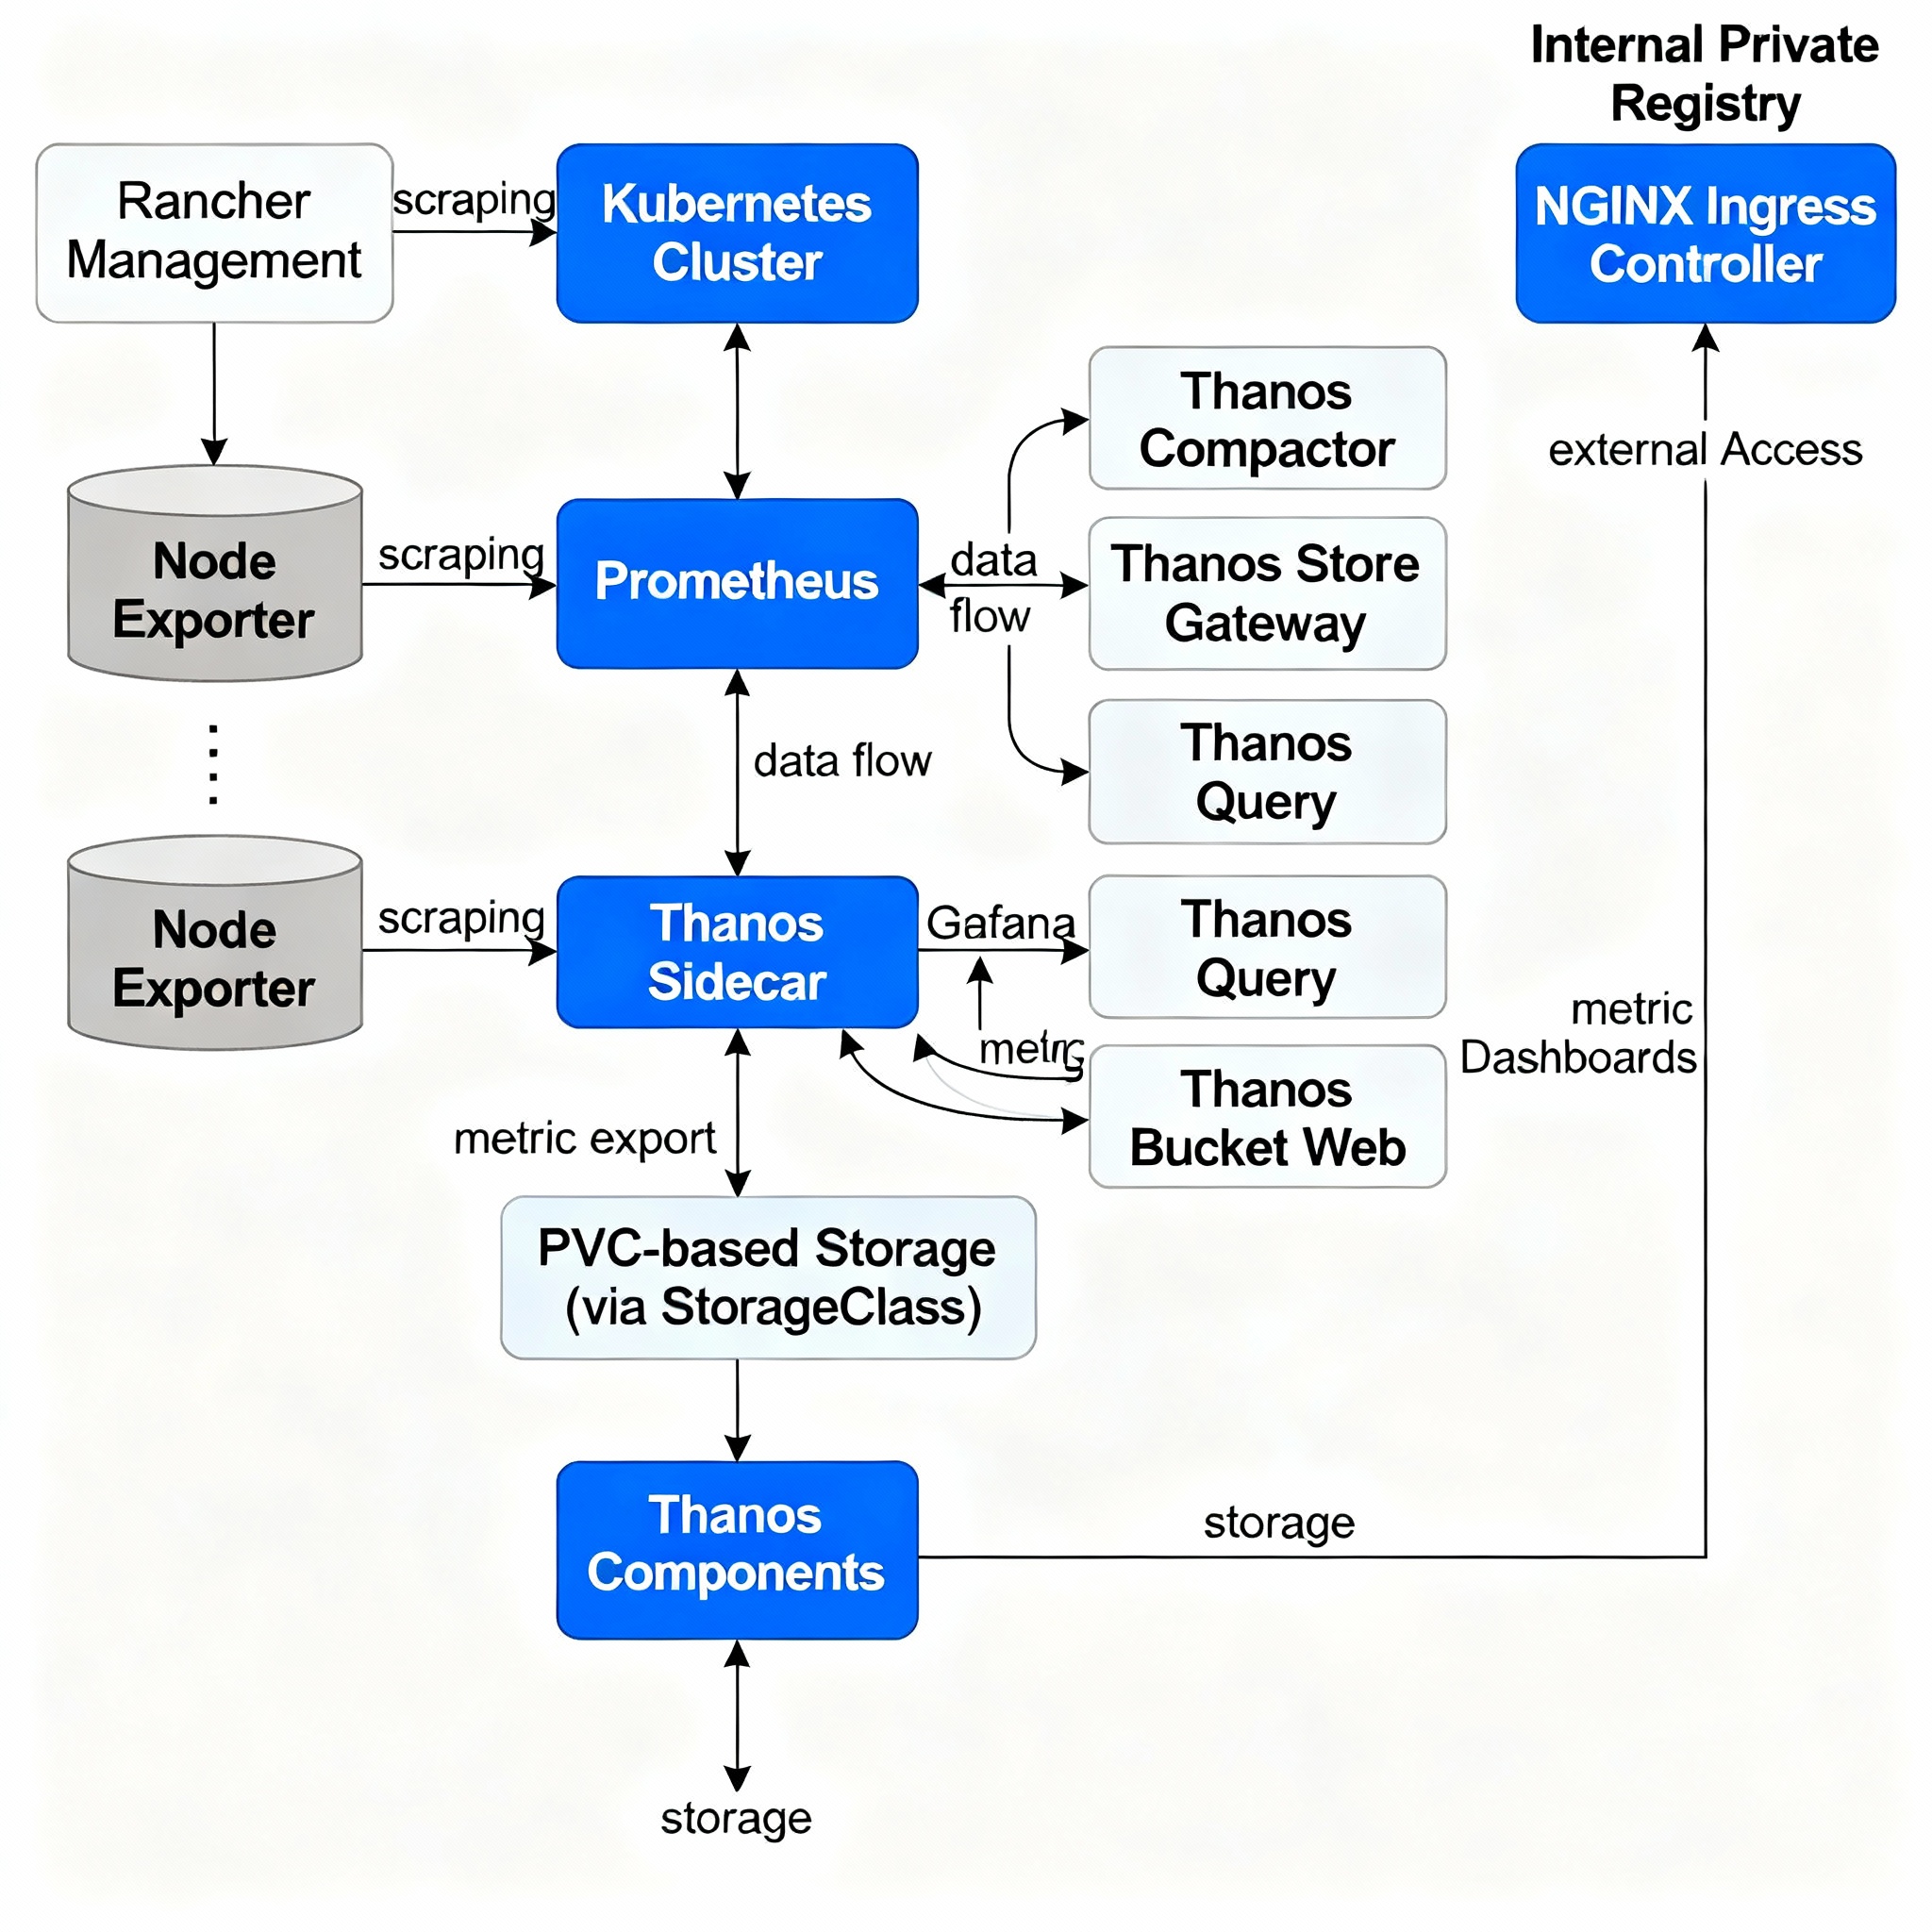 Internal Private
Registry
Rancher
Management
scraping
Kubernetes
Cluster
NGINX Ingress
Controller
Thanos
Compactor
external Access
Node
Exporter
scraping
Prometheus
data
flow
Thanos Store
Gateway
data flow
Thanos
Query
Node
Exporter
scraping
Thanos
Sidecar
Gafana
Thanos
Query
metric
Dashboards
Thanos
Bucket Web
metric export
PVC-based Storage
(via StorageClass)
Thanos
Components
storage
storage